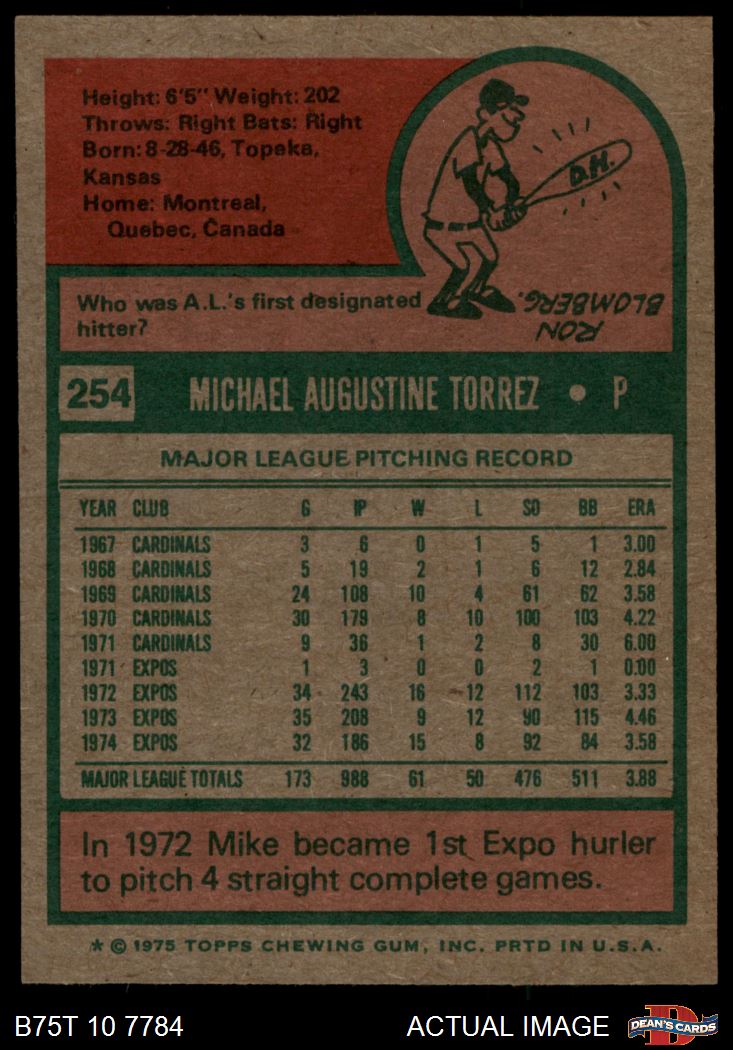 Height: 6'5" Weight: 202
Throws: Right Bats: Right
Born: 8-28-46, Topeka,
Kansas
Home: Montreal,
Quebec, Canada
D.H.
Who was A.L.'s first designated
hitter?
RON
BLOMBERG.
254 MICHAEL AUGUSTINE TORREZ • P
MAJOR LEAGUE PITCHING RECORD
YEAR CLUB G IP W L SO BB ERA
1967 CARDINALS 3 6 0 1 5 1 3.00
1968 CARDINALS 5 19 2 1 6 12 2.84
1969 CARDINALS 24 108 10 4 61 62 3.58
1970 CARDINALS 30 179 8 10 100 103 4.22
1971 CARDINALS 9 36 1 2 8 30 6.00
1971 EXPOS 1 3 0 0 2 1 0.00
1972 EXPOS 34 243 16 12 112 103 3.33
1973 EXPOS 35 208 9 12 90 115 4.46
1974 EXPOS 32 186 15 8 92 84 3.58
MAJOR LEAGUE TOTALS 173 988 61 50 476 511 3.88
In 1972 Mike became 1st Expo hurler
to pitch 4 straight complete games.
* © 1975 TOPPS CHEWING GUM, INC. PRTD IN U.S.A.
B75T 10 7784 ACTUAL IMAGE D DEAN'S CARDS